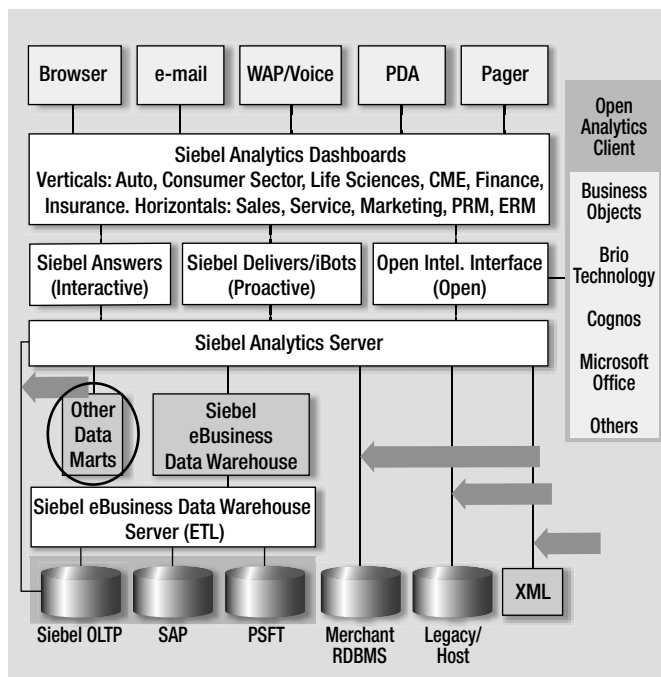 Browser
e-mail
WAP/Voice
PDA
Pager
Open
Analytics
Client
Business
Objects
Brio
Technology
Cognos
Microsoft
Office
Others
Siebel Analytics Dashboards
Verticals: Auto, Consumer Sector, Life Sciences, CME, Finance,
Insurance. Horizontals: Sales, Service, Marketing, PRM, ERM
Siebel Answers
(Interactive)
Siebel Delivers/iBots
(Proactive)
Open Intel. Interface
(Open)
Siebel Analytics Server
Other
Data
Marts
Siebel
eBusiness
Data Warehouse
Siebel eBusiness Data Warehouse
Server (ETL)
Siebel OLTP
SAP
PSFT
Merchant
RDBMS
Legacy/
Host
XML